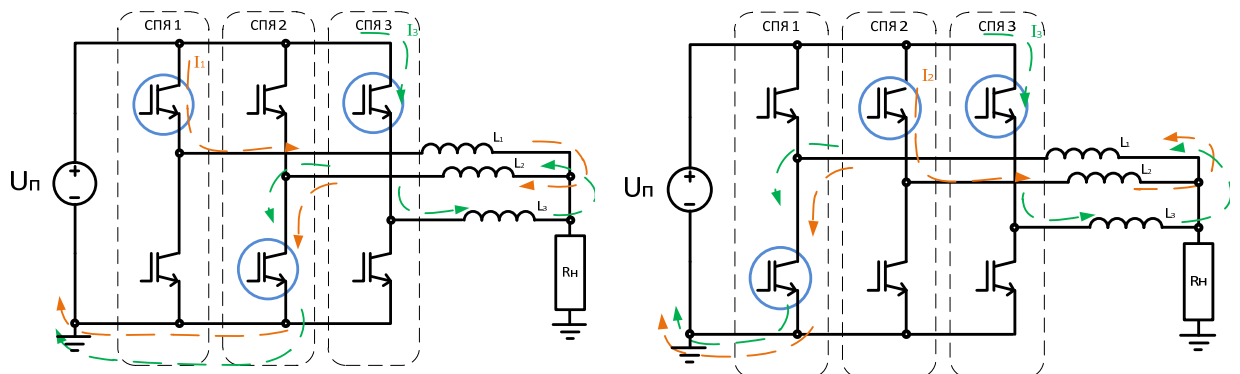 СПЯ 1 СПЯ 2 СПЯ 3
I₃
I₁
L₁
L₂
Uп
L₃
Rн
СПЯ 1 СПЯ 2 СПЯ 3
I₃
I₂
L₁
L₂
Uп
L₃
Rн